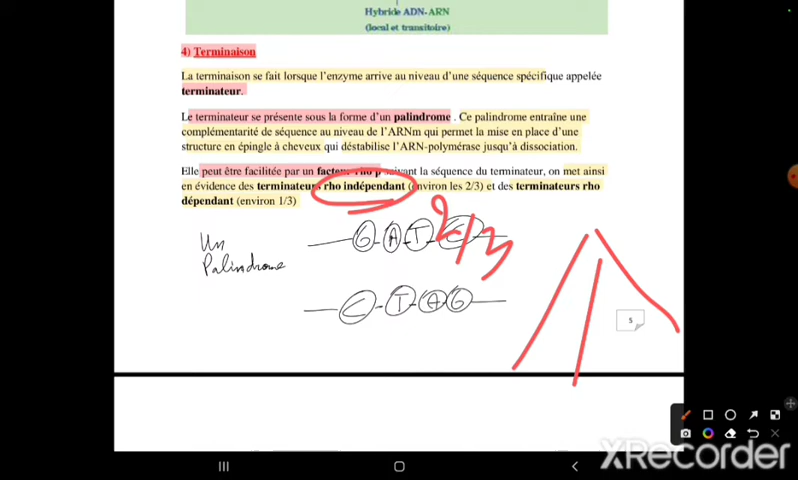 Hybride ADN-ARN
(local et transitoire)
4) Terminaison
La terminaison se fait lorsque l'enzyme arrive au niveau d'une séquence spécifique appelée
terminateur.
Le terminateur se présente sous la forme d'un palindrome . Ce palindrome entraîne une
complémentarité de séquence au niveau de l'ARNm qui permet la mise en place d'une
structure en épingle à cheveux qui déstabilise l'ARN-polymérase jusqu'à dissociation.
Elle peut être facilitée par un facteur rho la séquence du terminateur, on met ainsi
en évidence des terminateurs rho indépendant (environ les 2/3) et des terminateurs rho
dépendant (environ 1/3)
2/3
Un
Palindrome
G A T C
C T A G
5
XRecorder